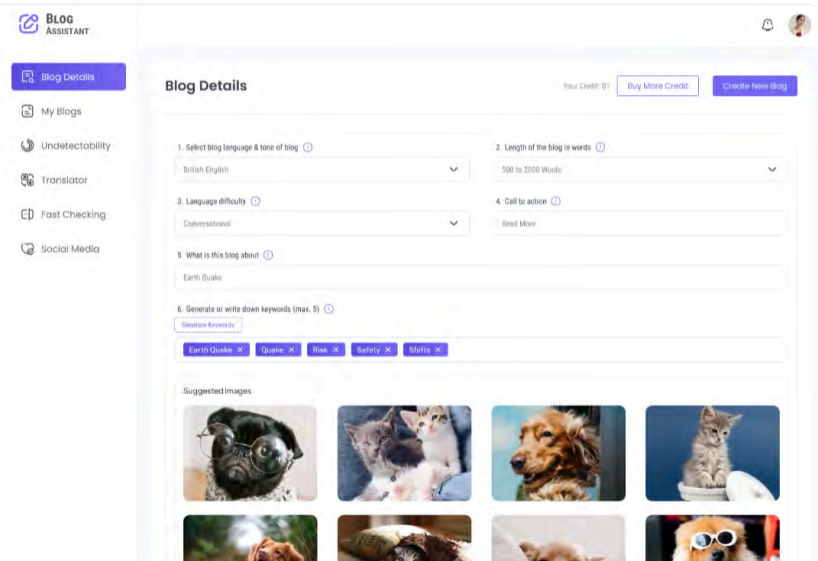 BLOG
ASSISTANT
Blog Details
My Blogs
Undetectability
Translator
Fast Checking
Social Media
Blog Details
Your Credit: 01
Buy More Credit
Create New Blog
1. Select blog language & tone of blog
British English
2. Length of the blog in words
500 to 2000 Words
3. Language difficulty
Conversational
4. Call to action
Read More
5. What is this blog about
Earth Quake
6. Generate or write down keywords (max. 5)
Generate Keywords
Earth Quake × Quake × Risk × Safety × Shifts ×
Suggested images